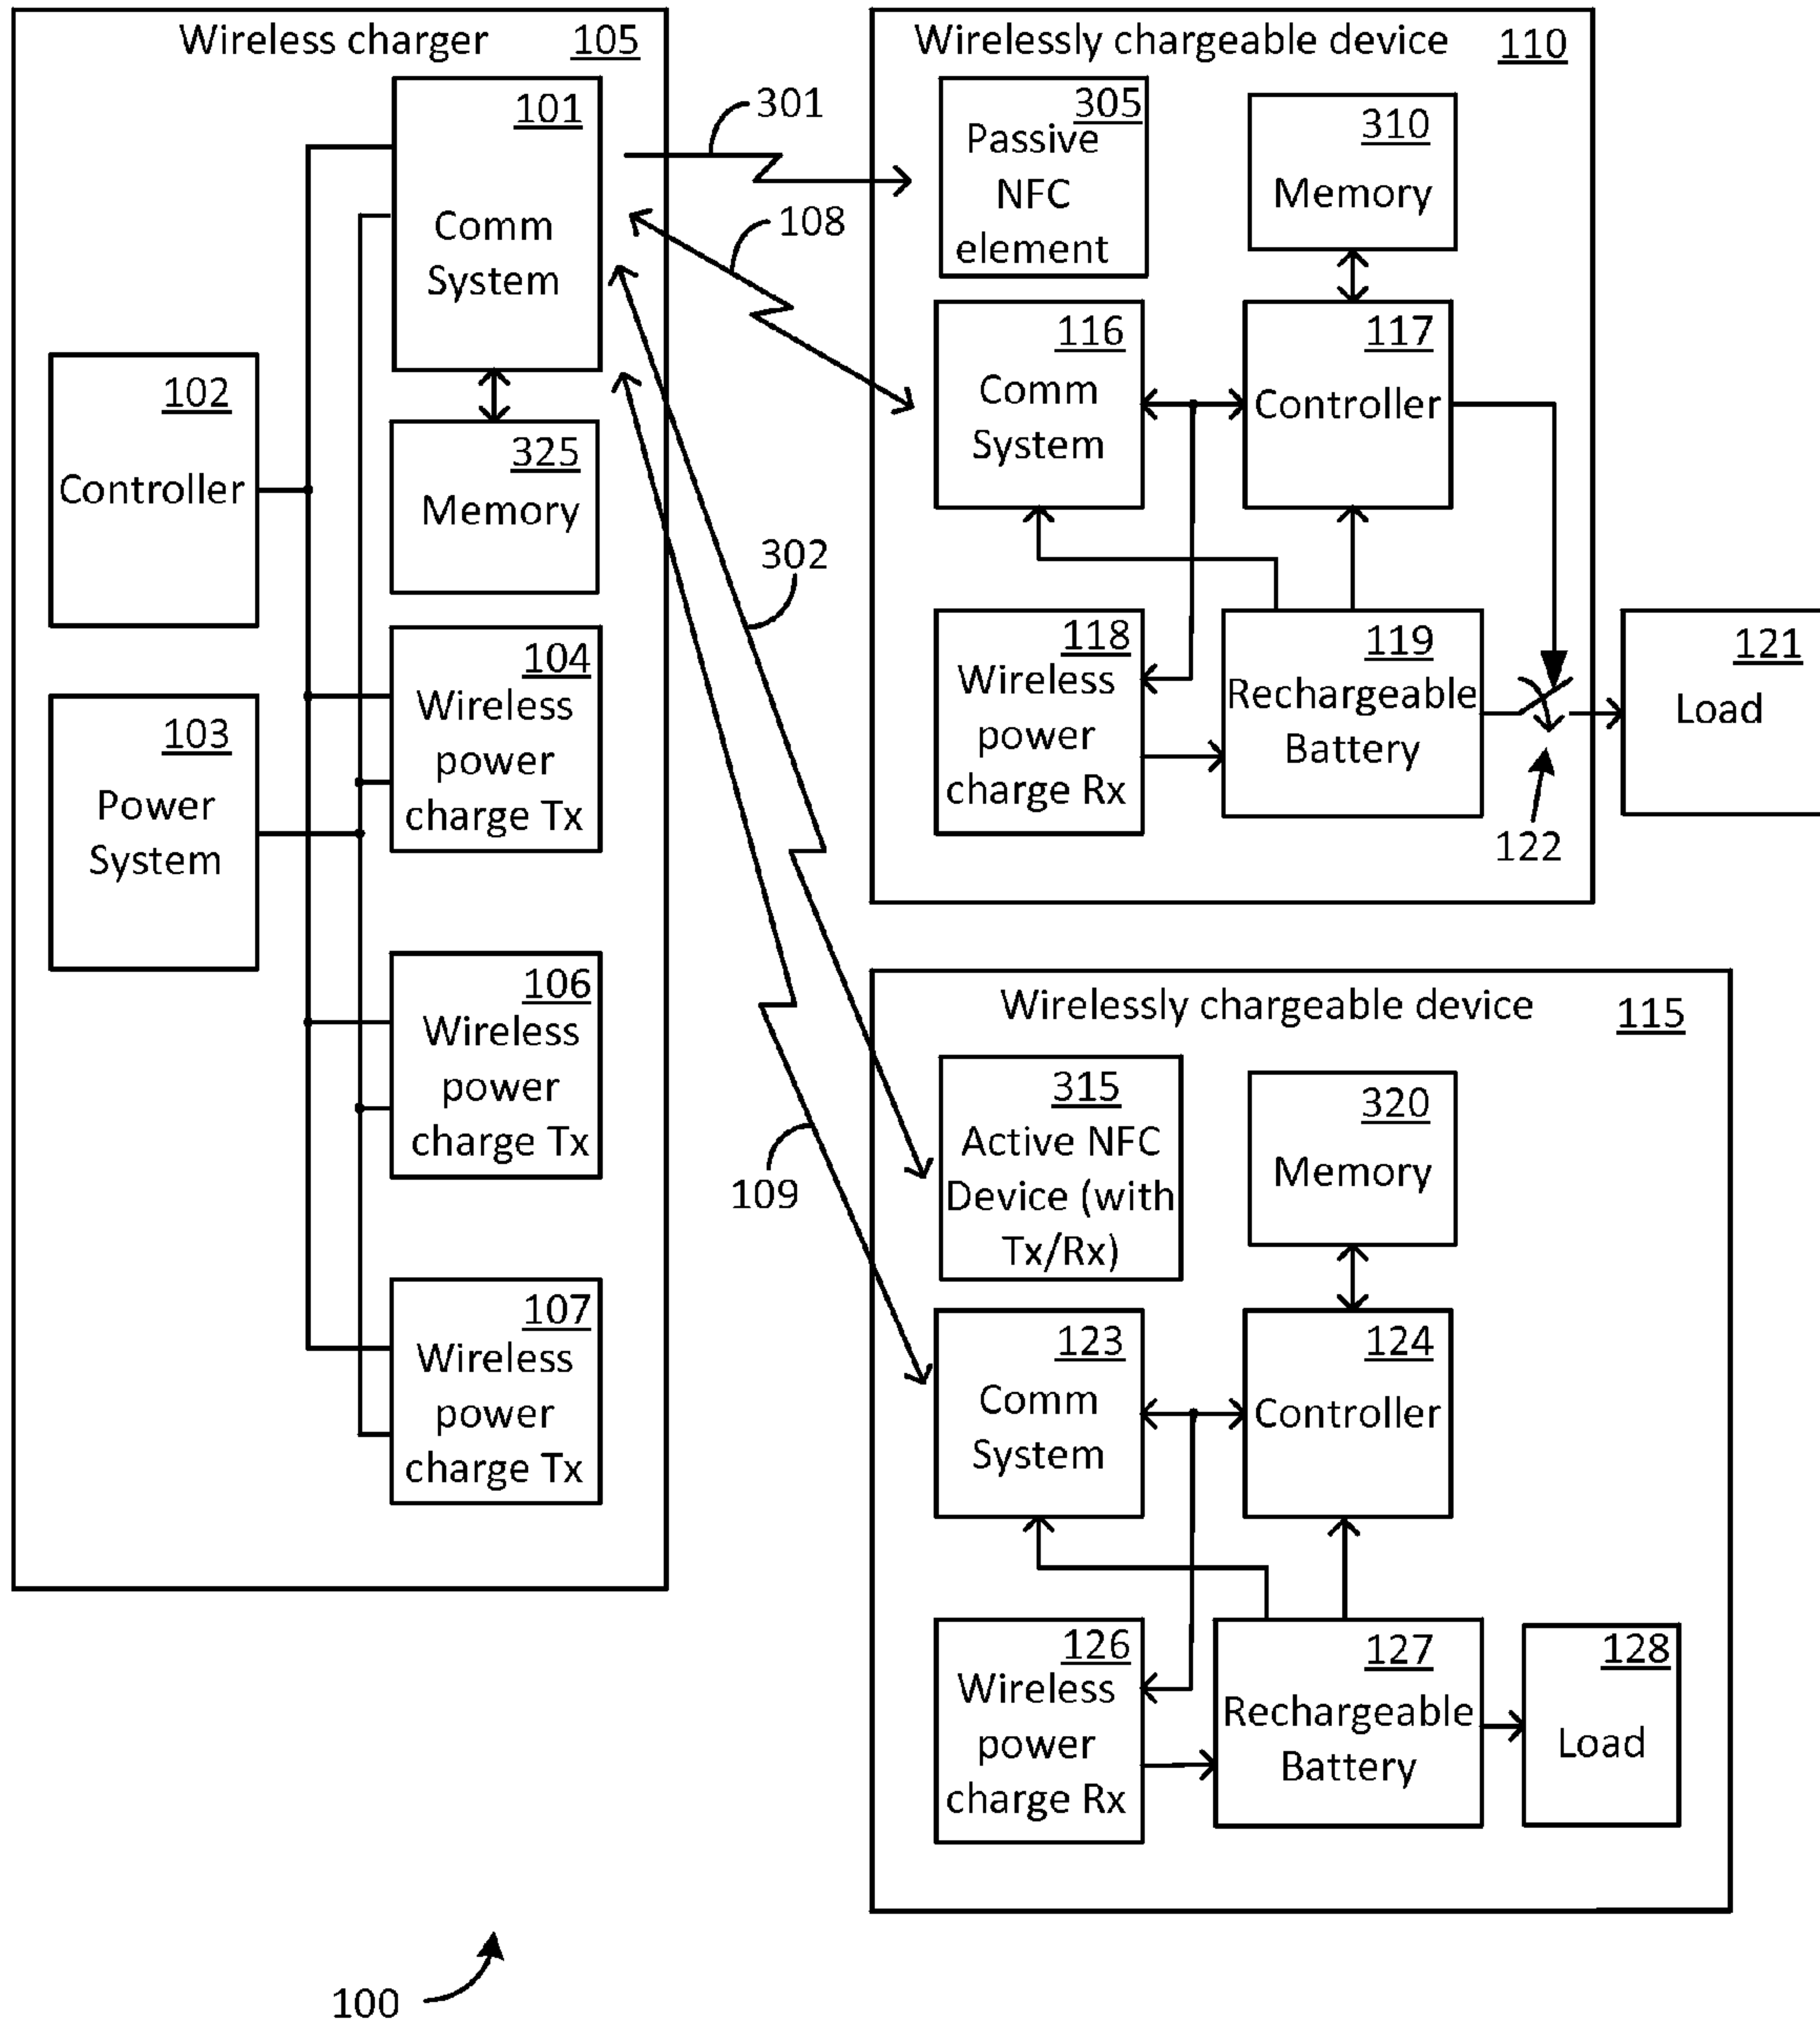 Wireless charger 105
101
Comm
System
102
Controller
325
Memory
103
Power
System
104
Wireless
power
charge Tx
106
Wireless
power
charge Tx
107
Wireless
power
charge Tx
301
108
302
109
Wirelessly chargeable device 110
305
Passive
NFC
element
310
Memory
116
Comm
System
117
Controller
118
Wireless
power
charge Rx
119
Rechargeable
Battery
122
121
Load
Wirelessly chargeable device 115
315
Active NFC
Device (with
Tx/Rx)
320
Memory
123
Comm
System
124
Controller
126
Wireless
power
charge Rx
127
Rechargeable
Battery
128
Load
100